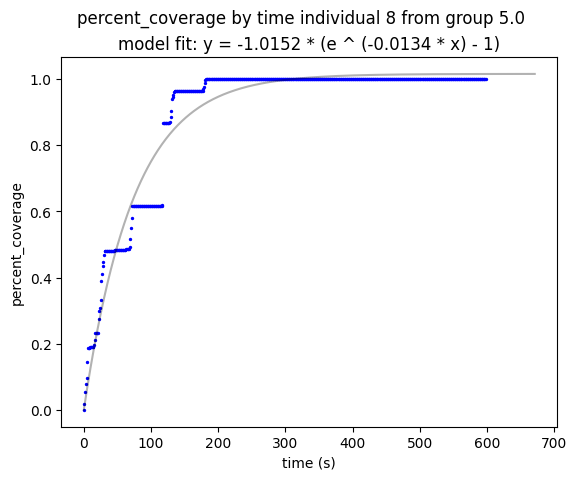 percent_coverage by time individual 8 from group 5.0
model fit: y = -1.0152 * (e ^ (-0.0134 * x) - 1)
1.0
0.8
0.6
0.4
0.2
0.0
percent_coverage
0 100 200 300 400 500 600 700
time (s)